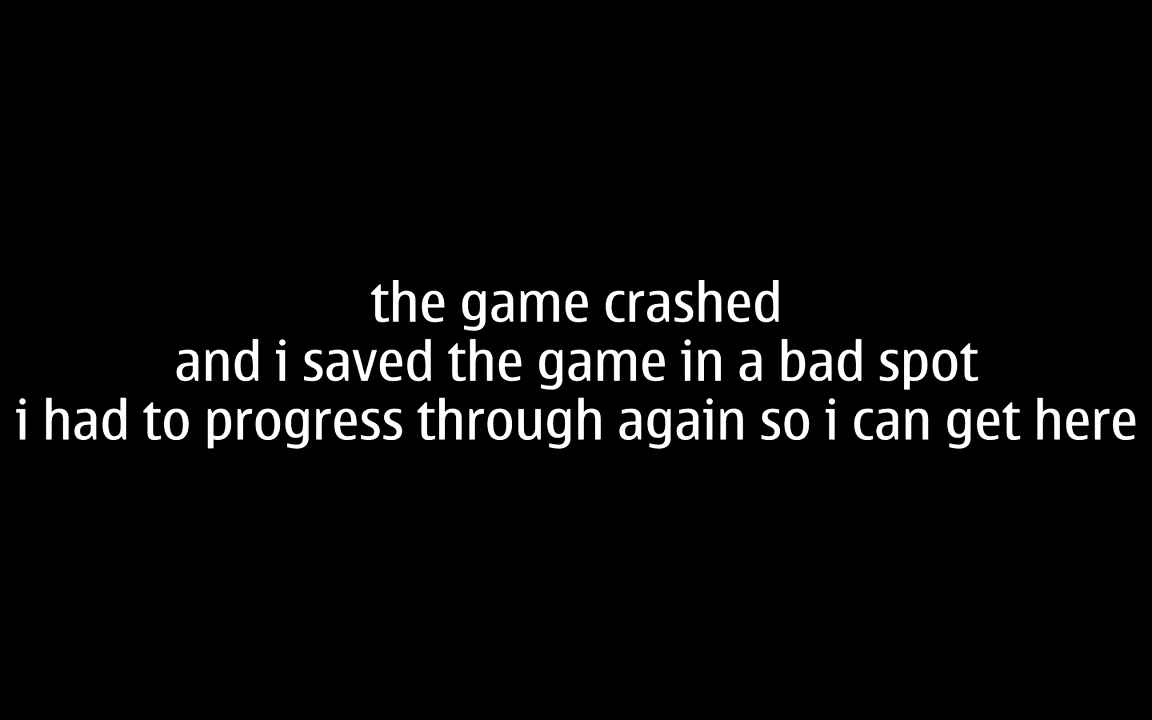 the game crashed
and i saved the game in a bad spot
i had to progress through again so i can get here